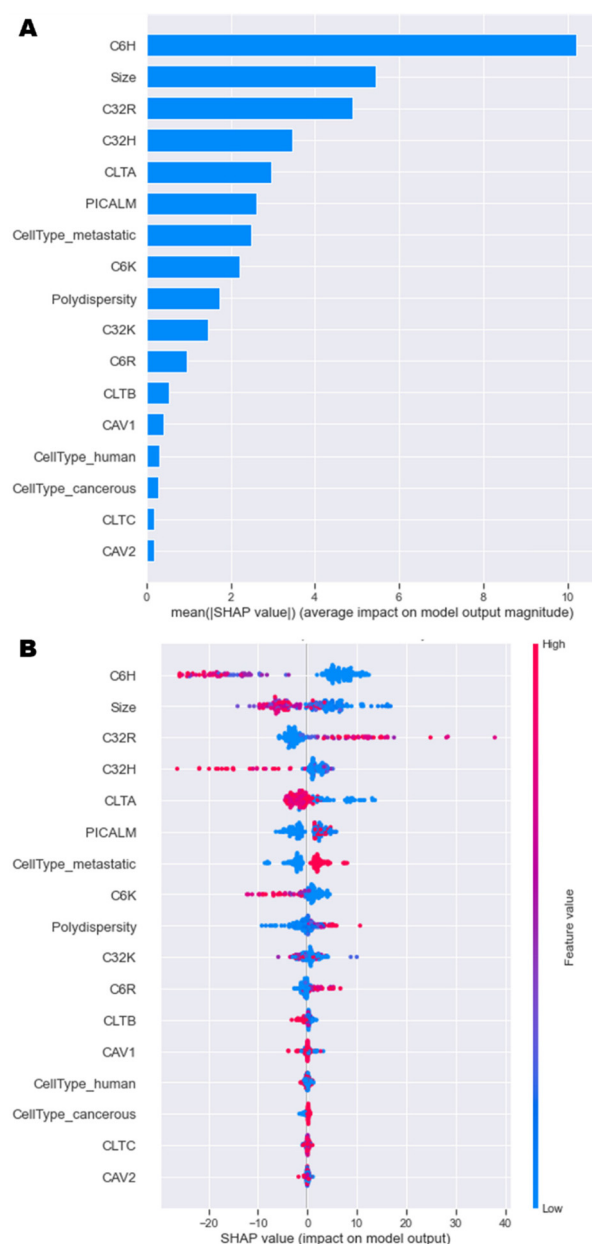 A
C6H
Size
C32R
C32H
CLTA
PICALM
CellType_metastatic
C6K
Polydispersity
C32K
C6R
CLTB
CAV1
CellType_human
CellType_cancerous
CLTC
CAV2
0 2 4 6 8 10
mean(|SHAP value|) (average impact on model output magnitude)
B
High
C6H
Size
C32R
C32H
CLTA
PICALM
CellType_metastatic
C6K
Polydispersity
C32K
C6R
CLTB
CAV1
CellType_human
CellType_cancerous
CLTC
CAV2
Feature value
Low
−20 −10 0 10 20 30 40
SHAP value (impact on model output)